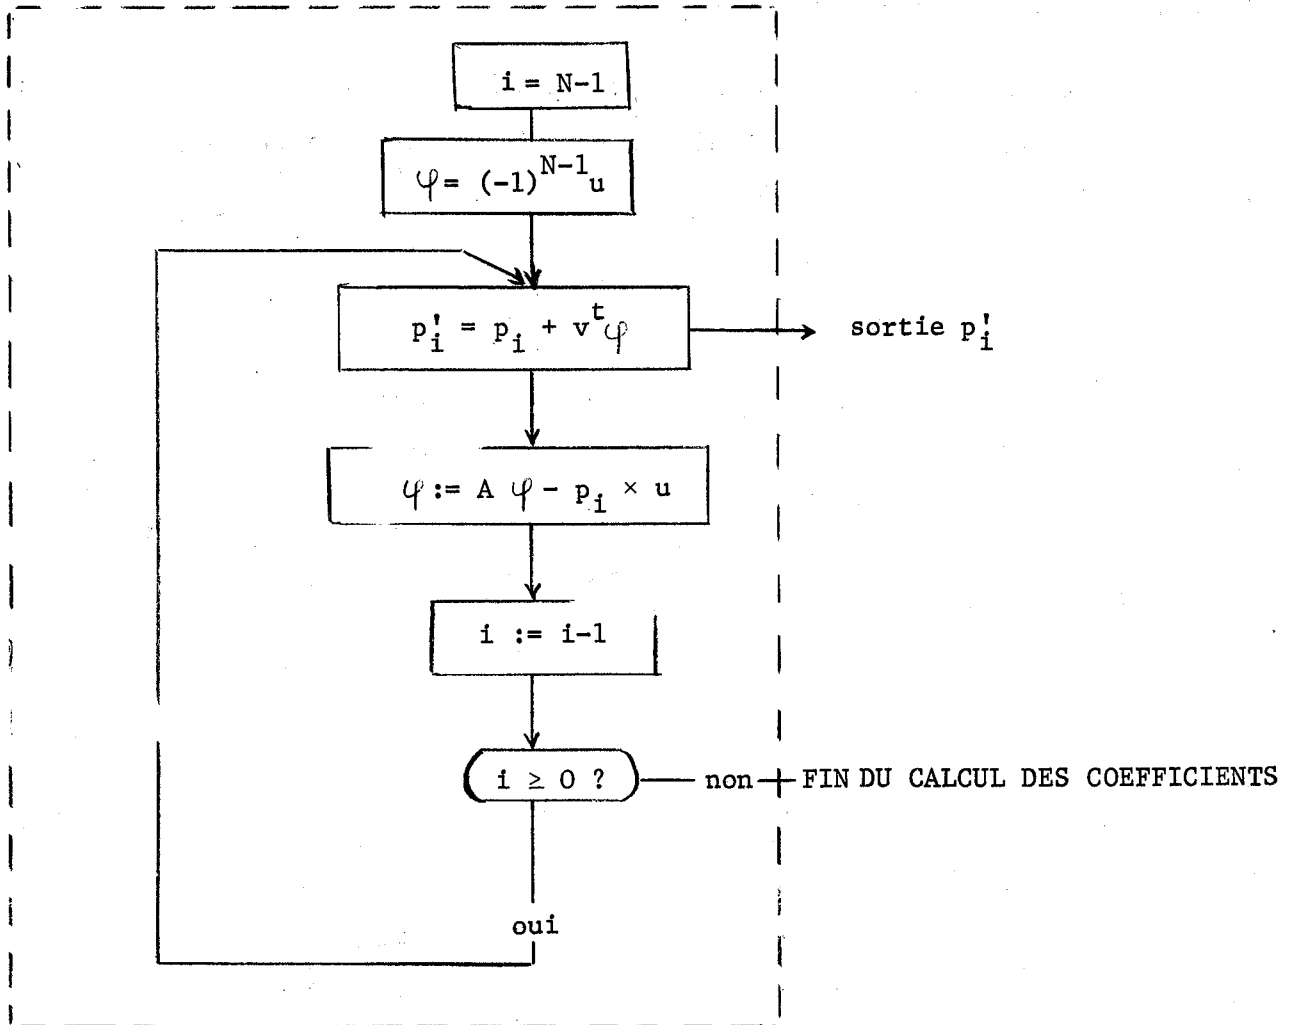 i = N-1
φ = (-1)^{N-1} u
p'_i = p_i + v^t φ
sortie p'_i
φ := A φ - p_i × u
i := i-1
i ≥ 0 ?
non
FIN DU CALCUL DES COEFFICIENTS
oui